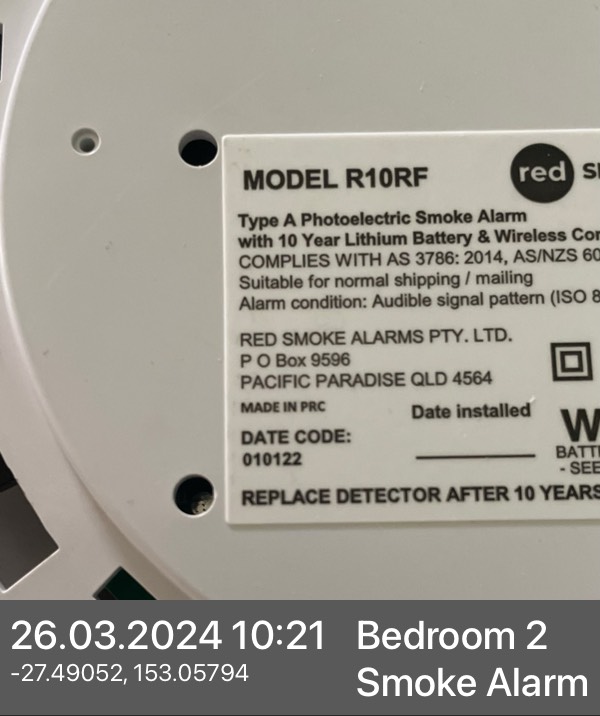 MODEL R10RF
red
Type A Photoelectric Smoke Alarm
with 10 Year Lithium Battery & Wireless
COMPLIES WITH AS 3786: 2014, AS/NZS
Suitable for normal shipping / mailing
Alarm condition: Audible signal pattern (ISO
RED SMOKE ALARMS PTY. LTD.
P O Box 9596
PACIFIC PARADISE QLD 4564
MADE IN PRC
Date installed
DATE CODE:
010122
- SEE
REPLACE DETECTOR AFTER 10 YEARS
26.03.2024 10:21
-27.49052, 153.05794
Bedroom 2
Smoke Alarm